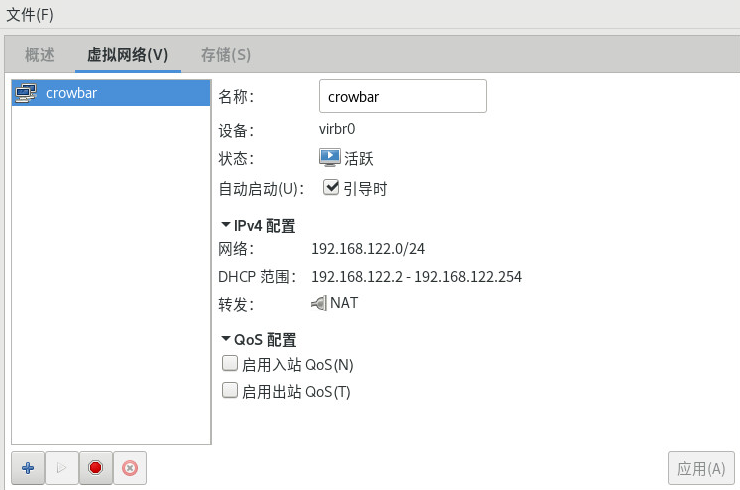 文件(F)
概述 虚拟网络(V) 存储(S)
crowbar
名称： crowbar
设备： virbr0
状态： 活跃
自动启动(U)： 引导时
IPv4 配置
网络： 192.168.122.0/24
DHCP 范围： 192.168.122.2 - 192.168.122.254
转发： NAT
QoS 配置
启用入站 QoS(N)
启用出站 QoS(T)
应用(A)